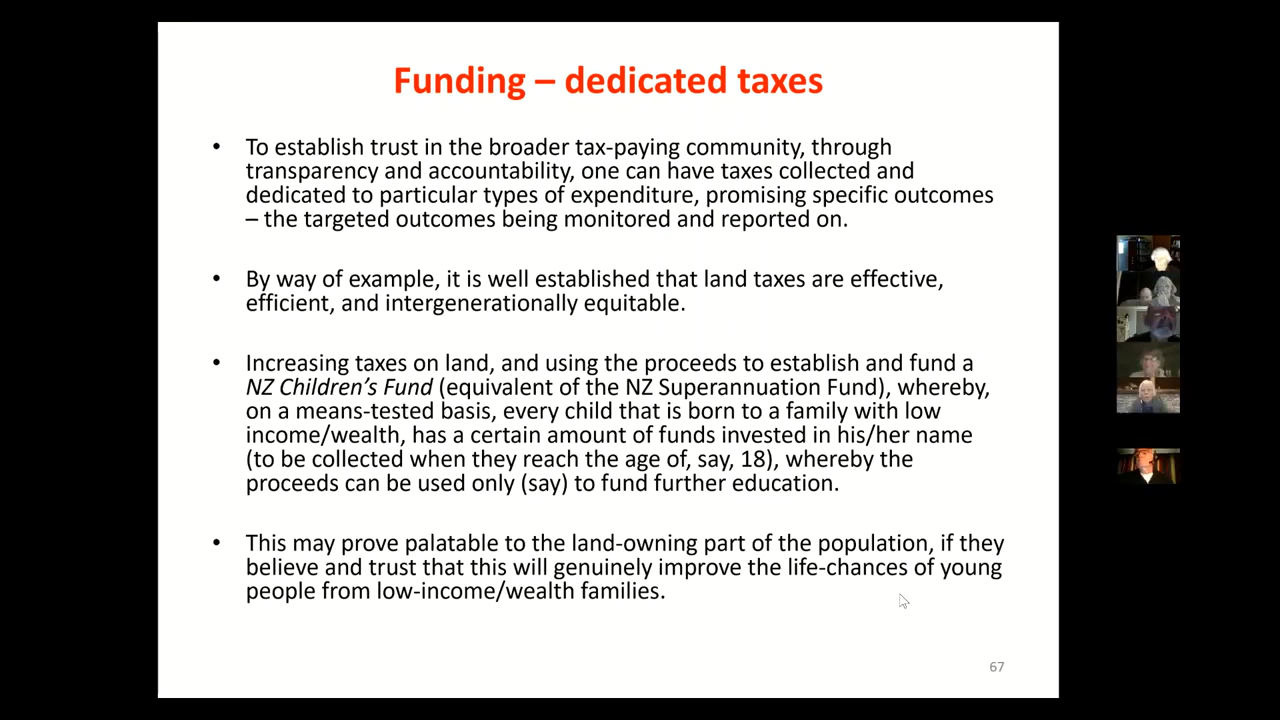 Funding – dedicated taxes
• To establish trust in the broader tax-paying community, through
transparency and accountability, one can have taxes collected and
dedicated to particular types of expenditure, promising specific outcomes
– the targeted outcomes being monitored and reported on.
• By way of example, it is well established that land taxes are effective,
efficient, and intergenerationally equitable.
• Increasing taxes on land, and using the proceeds to establish and fund a
NZ Children's Fund (equivalent of the NZ Superannuation Fund), whereby,
on a means-tested basis, every child that is born to a family with low
income/wealth, has a certain amount of funds invested in his/her name
(to be collected when they reach the age of, say, 18), whereby the
proceeds can be used only (say) to fund further education.
• This may prove palatable to the land-owning part of the population, if they
believe and trust that this will genuinely improve the life-chances of young
people from low-income/wealth families.
67